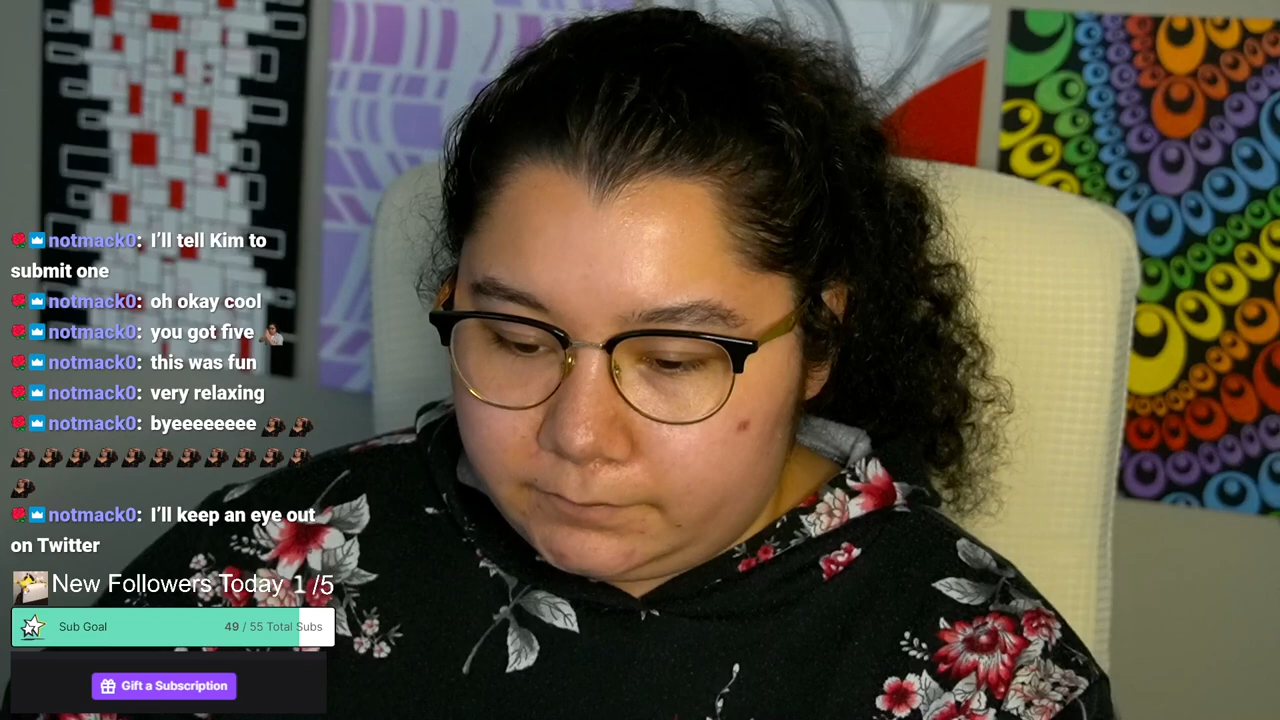 notmack0: I'll tell Kim to
submit one
notmack0: oh okay cool
notmack0: you got five
notmack0: this was fun
notmack0: very relaxing
notmack0: byeeeeeeee
notmack0: I'll keep an eye out
on Twitter
New Followers Today 1 /5
Sub Goal 49 / 55 Total Subs
Gift a Subscription